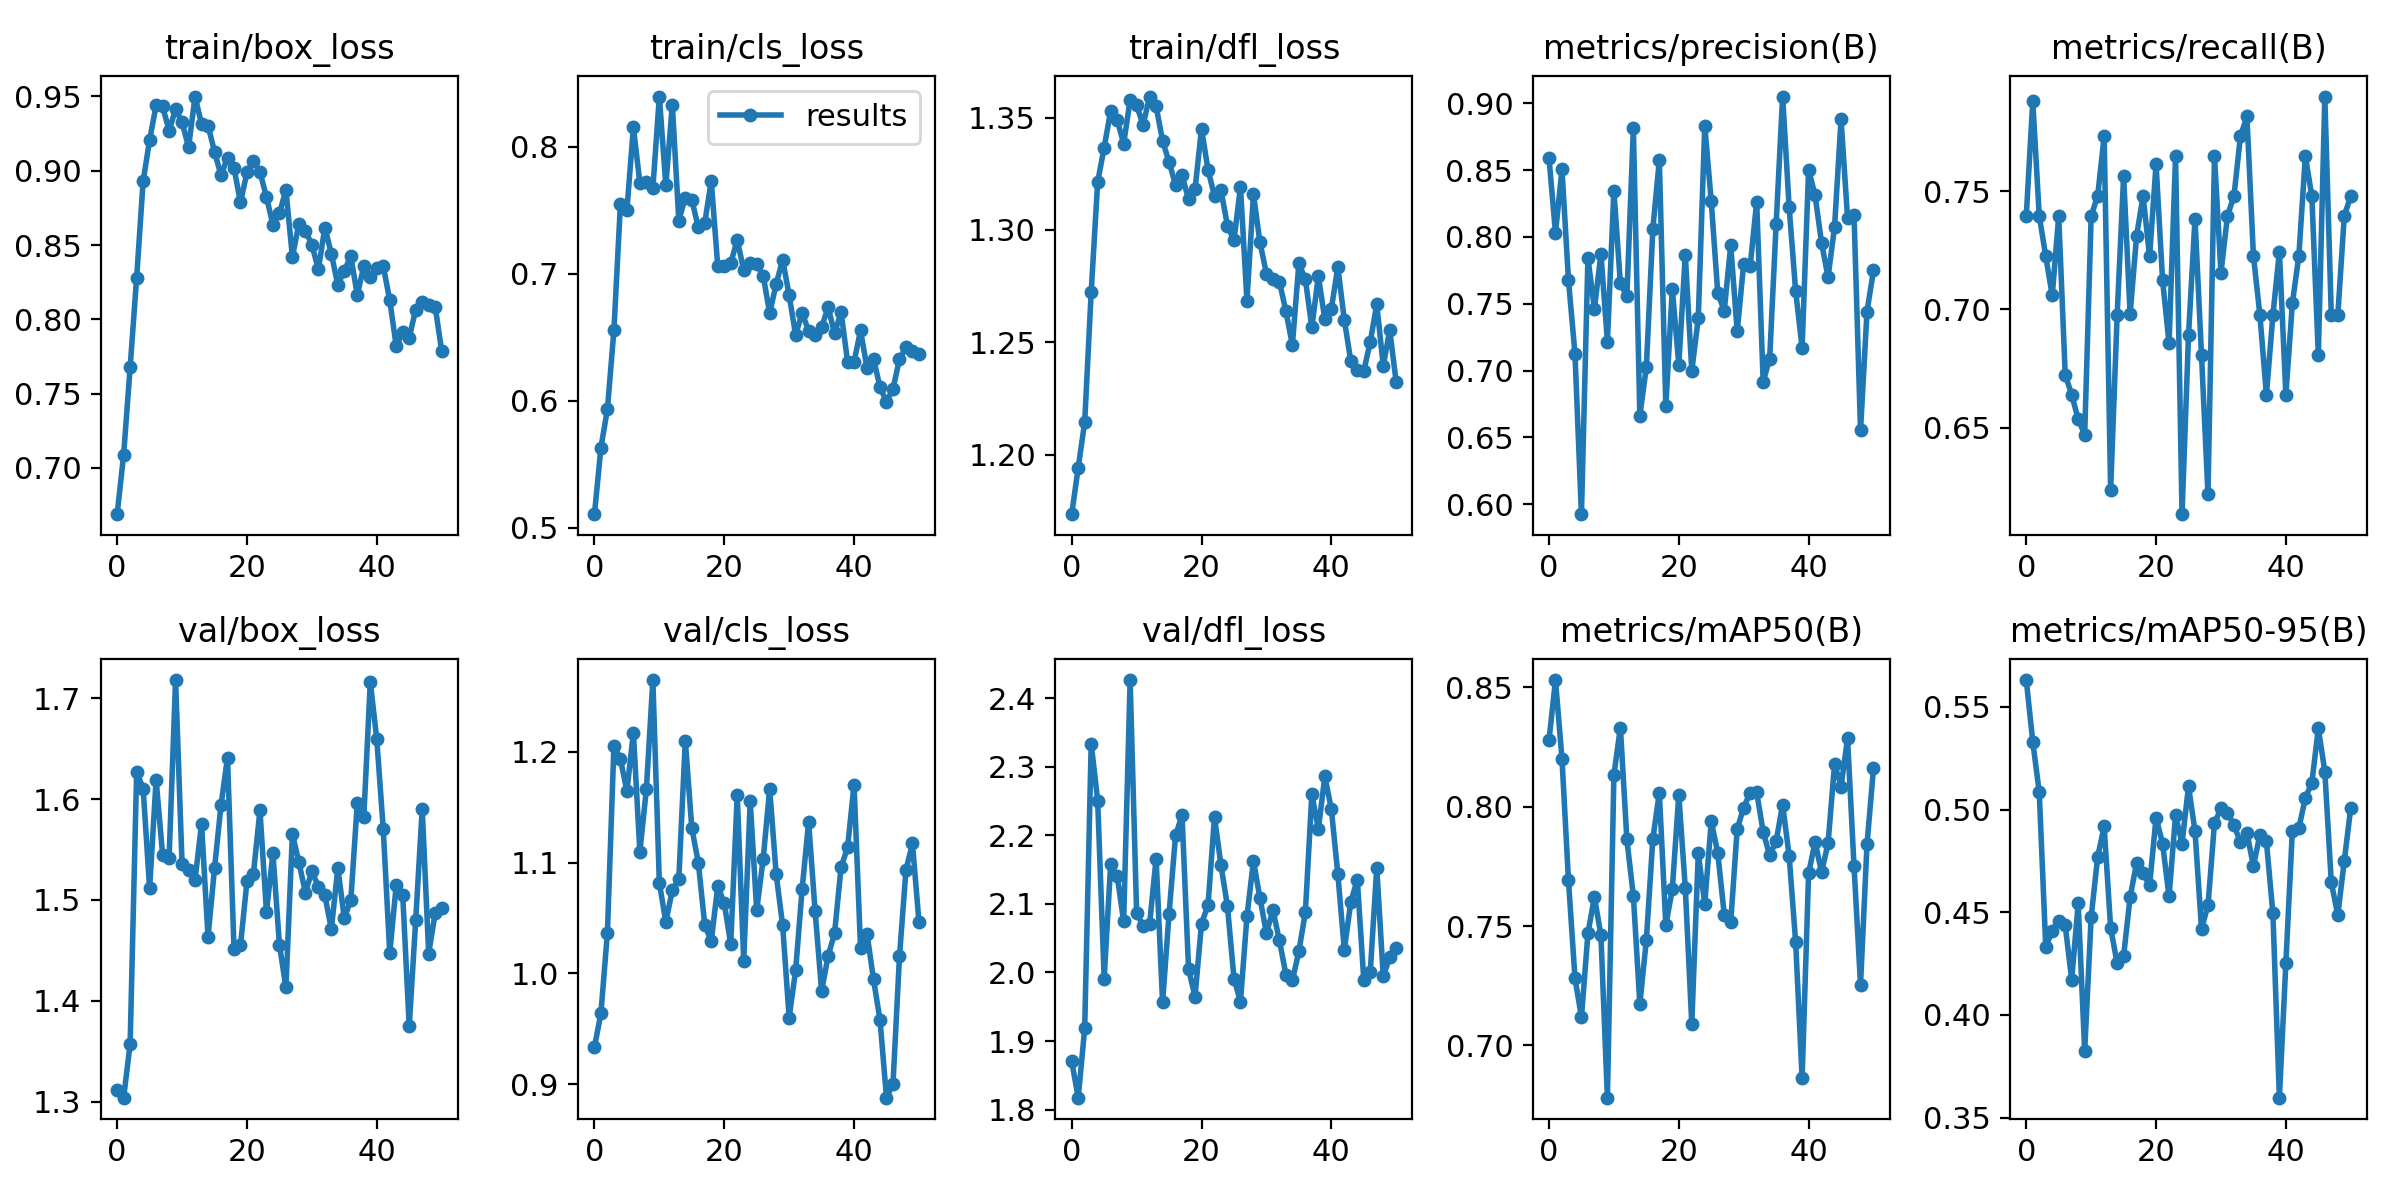 train/box_loss
0.95
0.90
0.85
0.80
0.75
0.70
0 20 40
train/cls_loss
results
0.8
0.7
0.6
0.5
0 20 40
train/dfl_loss
1.35
1.30
1.25
1.20
0 20 40
metrics/precision(B)
0.90
0.85
0.80
0.75
0.70
0.65
0.60
0 20 40
metrics/recall(B)
0.75
0.70
0.65
0 20 40
val/box_loss
1.7
1.6
1.5
1.4
1.3
0 20 40
val/cls_loss
1.2
1.1
1.0
0.9
0 20 40
val/dfl_loss
2.4
2.3
2.2
2.1
2.0
1.9
1.8
0 20 40
metrics/mAP50(B)
0.85
0.80
0.75
0.70
0 20 40
metrics/mAP50-95(B)
0.55
0.50
0.45
0.40
0.35
0 20 40